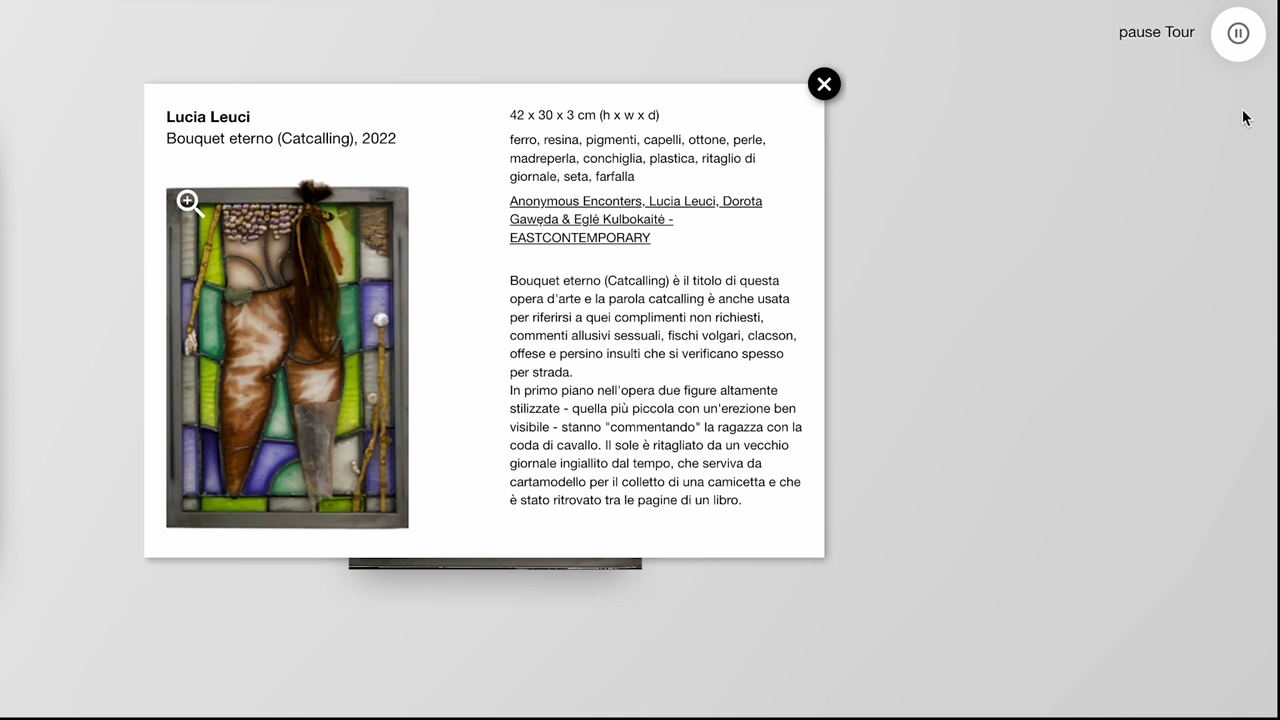 pause Tour
Lucia Leuci
Bouquet eterno (Catcalling), 2022
42 x 30 x 3 cm (h x w x d)
ferro, resina, pigmenti, capelli, ottone, perle,
madreperla, conchiglia, plastica, ritaglio di
giornale, seta, farfalla
Anonymous Enconters, Lucia Leuci, Dorota
Gawęda & Eglė Kulbokaitė -
EASTCONTEMPORARY
Bouquet eterno (Catcalling) è il titolo di questa
opera d'arte e la parola catcalling è anche usata
per riferirsi a quei complimenti non richiesti,
commenti allusivi sessuali, fischi volgari, clacson,
offese e persino insulti che si verificano spesso
per strada.
In primo piano nell'opera due figure altamente
stilizzate - quella più piccola con un'erezione ben
visibile - stanno "commentando" la ragazza con la
coda di cavallo. Il sole è ritagliato da un vecchio
giornale ingiallito dal tempo, che serviva da
cartamodello per il colletto di una camicetta e che
è stato ritrovato tra le pagine di un libro.